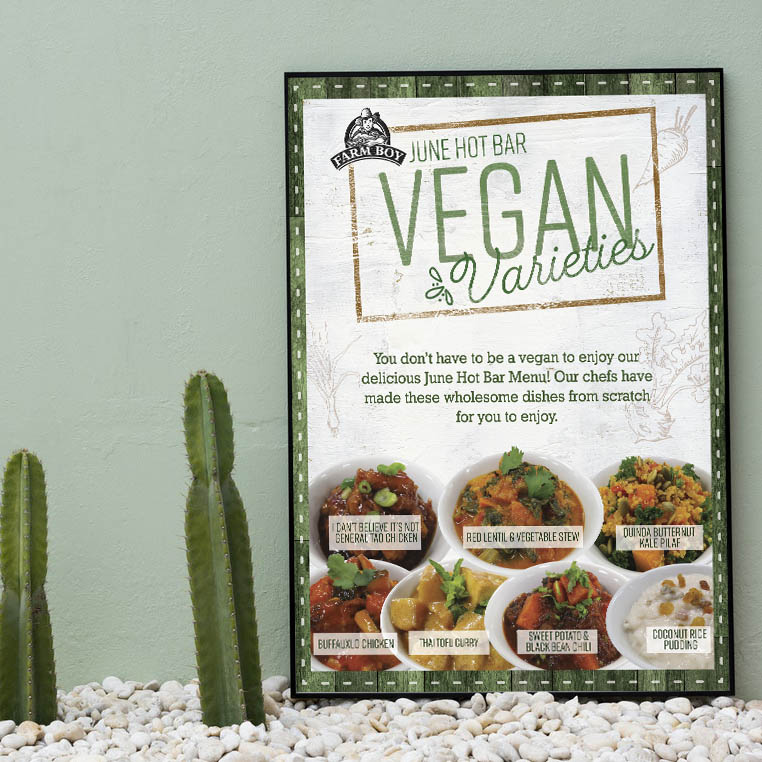 FARM BOY
JUNE HOT BAR
VEGAN
Varieties
You don't have to be a vegan to enjoy our
delicious June Hot Bar Menu! Our chefs have
made these wholesome dishes from scratch
for you to enjoy.
I CAN'T BELIEVE IT'S NOT
GENERAL TAO CHICKEN
RED LENTIL & VEGETABLE STEW
QUINOA BUTTERNUT
KALE PILAF
BUFFAUXLO CHICKEN
THAI TOFU CURRY
SWEET POTATO &
BLACK BEAN CHILI
COCONUT RICE
PUDDING